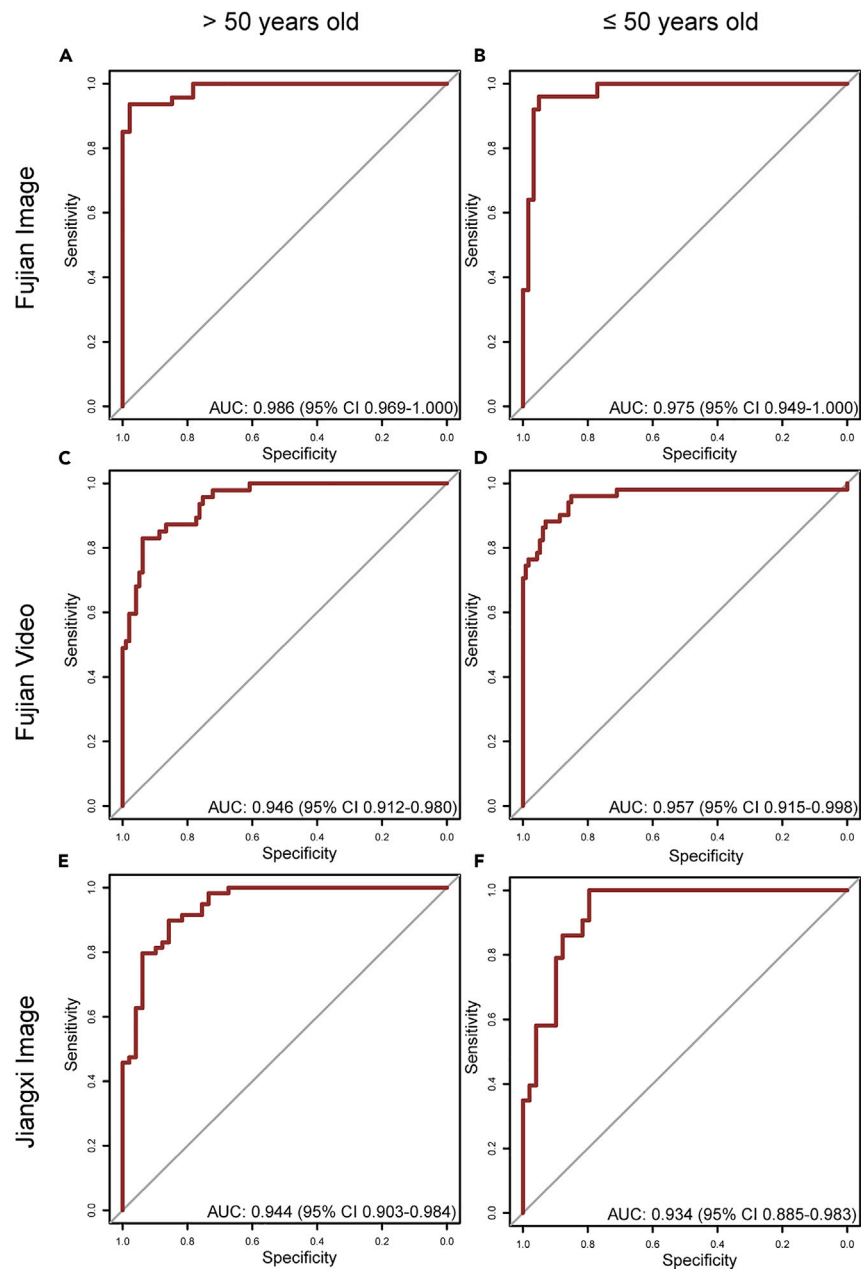 > 50 years old
≤ 50 years old
Fujian Image
A
1.0
0.8
0.6
0.4
0.2
0.0
Sensitivity
AUC: 0.986 (95% CI 0.969-1.000)
1.0 0.8 0.6 0.4 0.2 0.0
Specificity
B
1.0
0.8
0.6
0.4
0.2
0.0
Sensitivity
AUC: 0.975 (95% CI 0.949-1.000)
1.0 0.8 0.6 0.4 0.2 0.0
Specificity
Fujian Video
C
1.0
0.8
0.6
0.4
0.2
0.0
Sensitivity
AUC: 0.946 (95% CI 0.912-0.980)
1.0 0.8 0.6 0.4 0.2 0.0
Specificity
D
1.0
0.8
0.6
0.4
0.2
0.0
Sensitivity
AUC: 0.957 (95% CI 0.915-0.998)
1.0 0.8 0.6 0.4 0.2 0.0
Specificity
Jiangxi Image
E
1.0
0.8
0.6
0.4
0.2
0.0
Sensitivity
AUC: 0.944 (95% CI 0.903-0.984)
1.0 0.8 0.6 0.4 0.2 0.0
Specificity
F
1.0
0.8
0.6
0.4
0.2
0.0
Sensitivity
AUC: 0.934 (95% CI 0.885-0.983)
1.0 0.8 0.6 0.4 0.2 0.0
Specificity